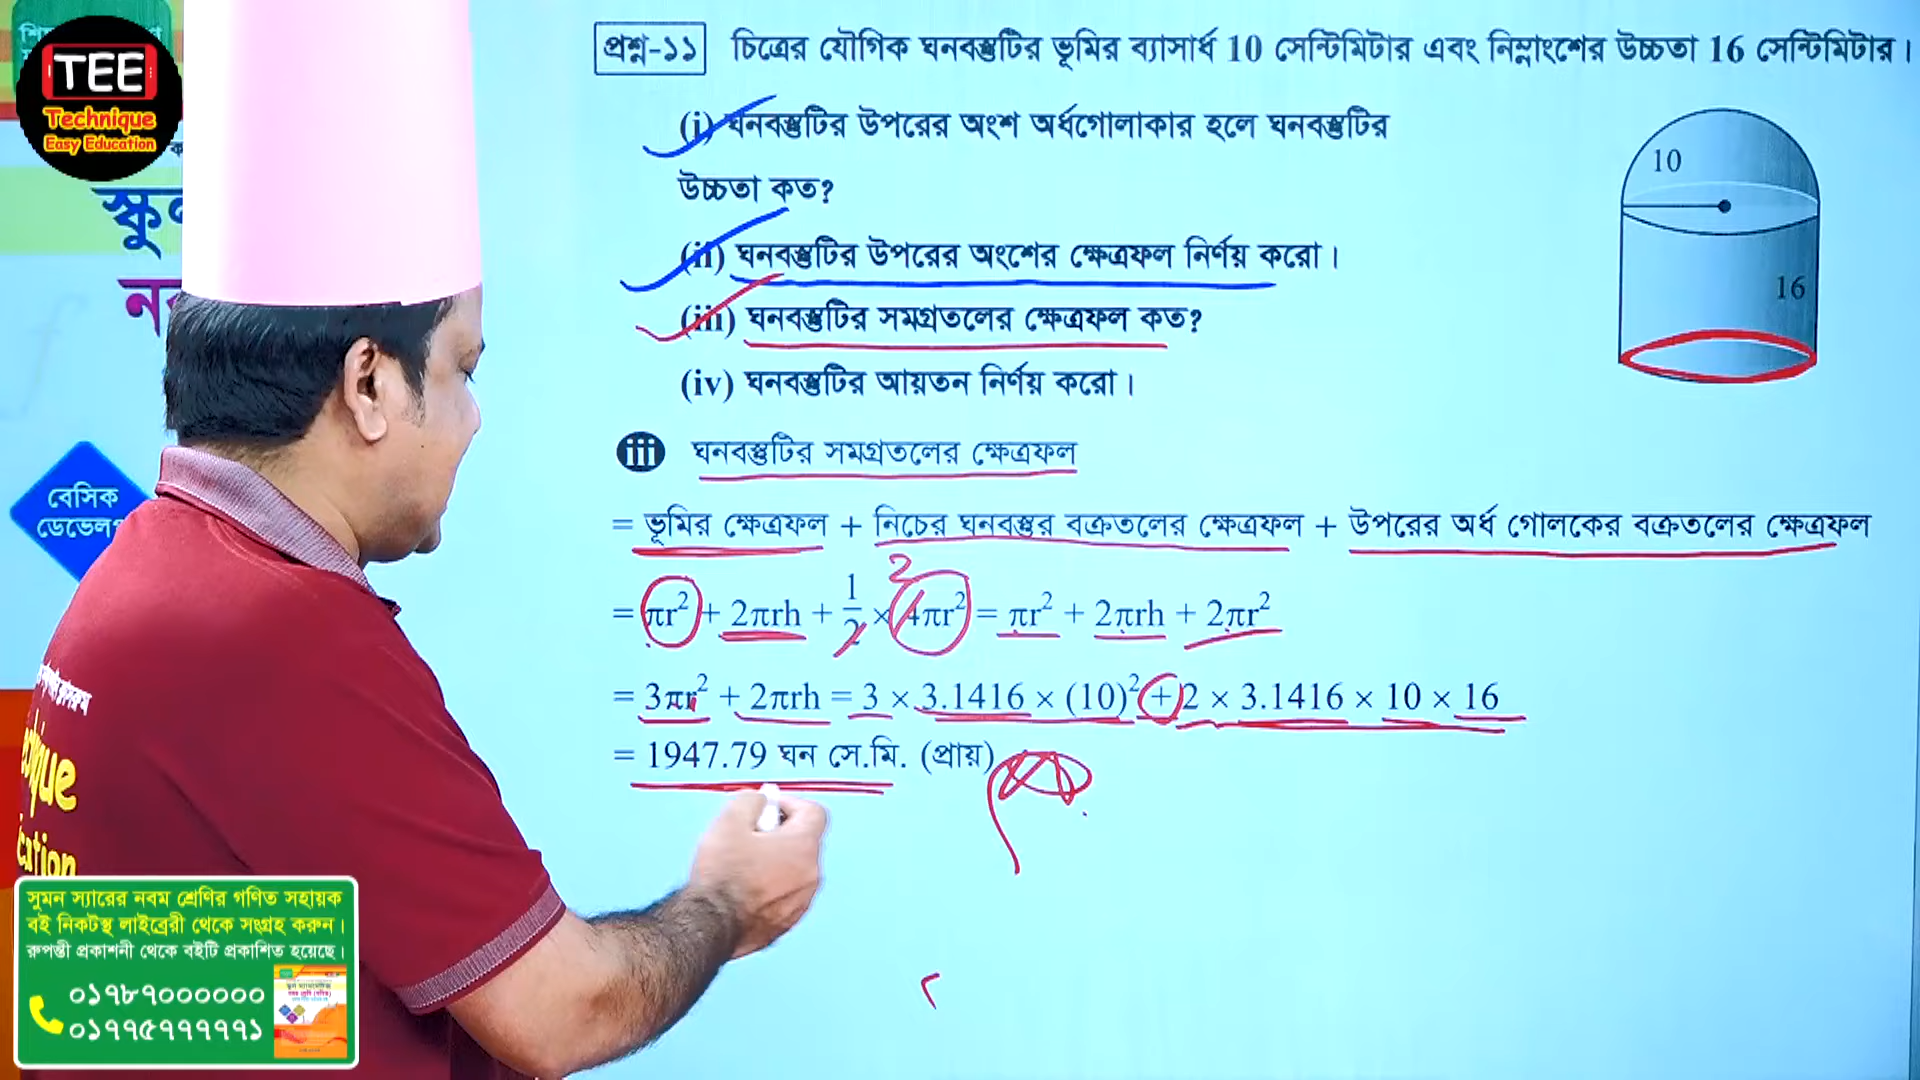 TEE
Technique
Easy Education
বেসিক
প্রশ্ন-১১ চিত্রের যৌগিক ঘনবস্তুটির ভূমির ব্যাসার্ধ 10 সেন্টিমিটার এবং নিম্নাংশের উচ্চতা 16 সেন্টিমিটার।
(i) ঘনবস্তুটির উপরের অংশ অর্ধগোলাকার হলে ঘনবস্তুটির
উচ্চতা কত?
(ii) ঘনবস্তুটির উপরের অংশের ক্ষেত্রফল নির্ণয় করো।
(iii) ঘনবস্তুটির সমগ্রতলের ক্ষেত্রফল কত?
(iv) ঘনবস্তুটির আয়তন নির্ণয় করো।
10
16
iii ঘনবস্তুটির সমগ্রতলের ক্ষেত্রফল
= ভূমির ক্ষেত্রফল + নিচের ঘনবস্তুর বক্রতলের ক্ষেত্রফল + উপরের অর্ধ গোলকের বক্রতলের ক্ষেত্রফল
2
= πr² + 2πrh + 1/2 × 4πr² = πr² + 2πrh + 2πr²
= 3πr² + 2πrh = 3 × 3.1416 × (10)² + 2 × 3.1416 × 10 × 16
= 1947.79 ঘন সে.মি. (প্রায়)
সুমন স্যারের নবম শ্রেণির গণিত সহায়ক
বই নিকটস্থ লাইব্রেরী থেকে সংগ্রহ করুন।
রুপন্তী প্রকাশনী থেকে বইটি প্রকাশিত হয়েছে।
০১৭৮৭০০০০০০
০১৭৭৫৭৭৭৭৭১